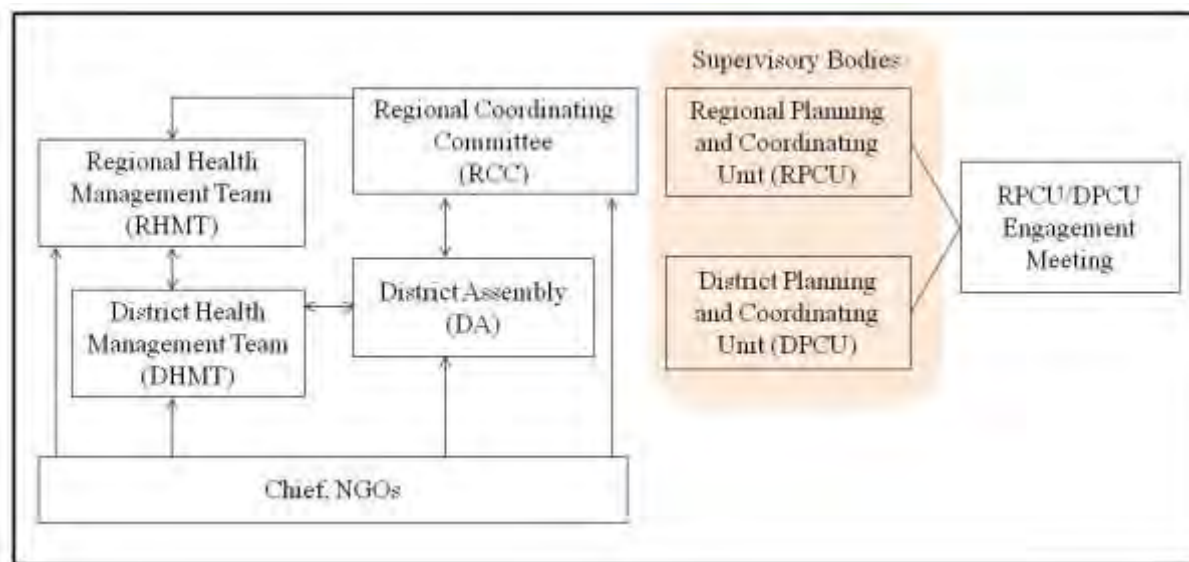 Supervisory Bodies
Regional Coordinating
Committee
(RCC)
Regional Planning
and Coordinating
Unit (RPCU)
Regional Health
Management Team
(RHMT)
RPCU/DPCU
Engagement
Meeting
District Assembly
(DA)
District Planning
and Coordinating
Unit (DPCU)
District Health
Management Team
(DHMT)
Chief, NGOs